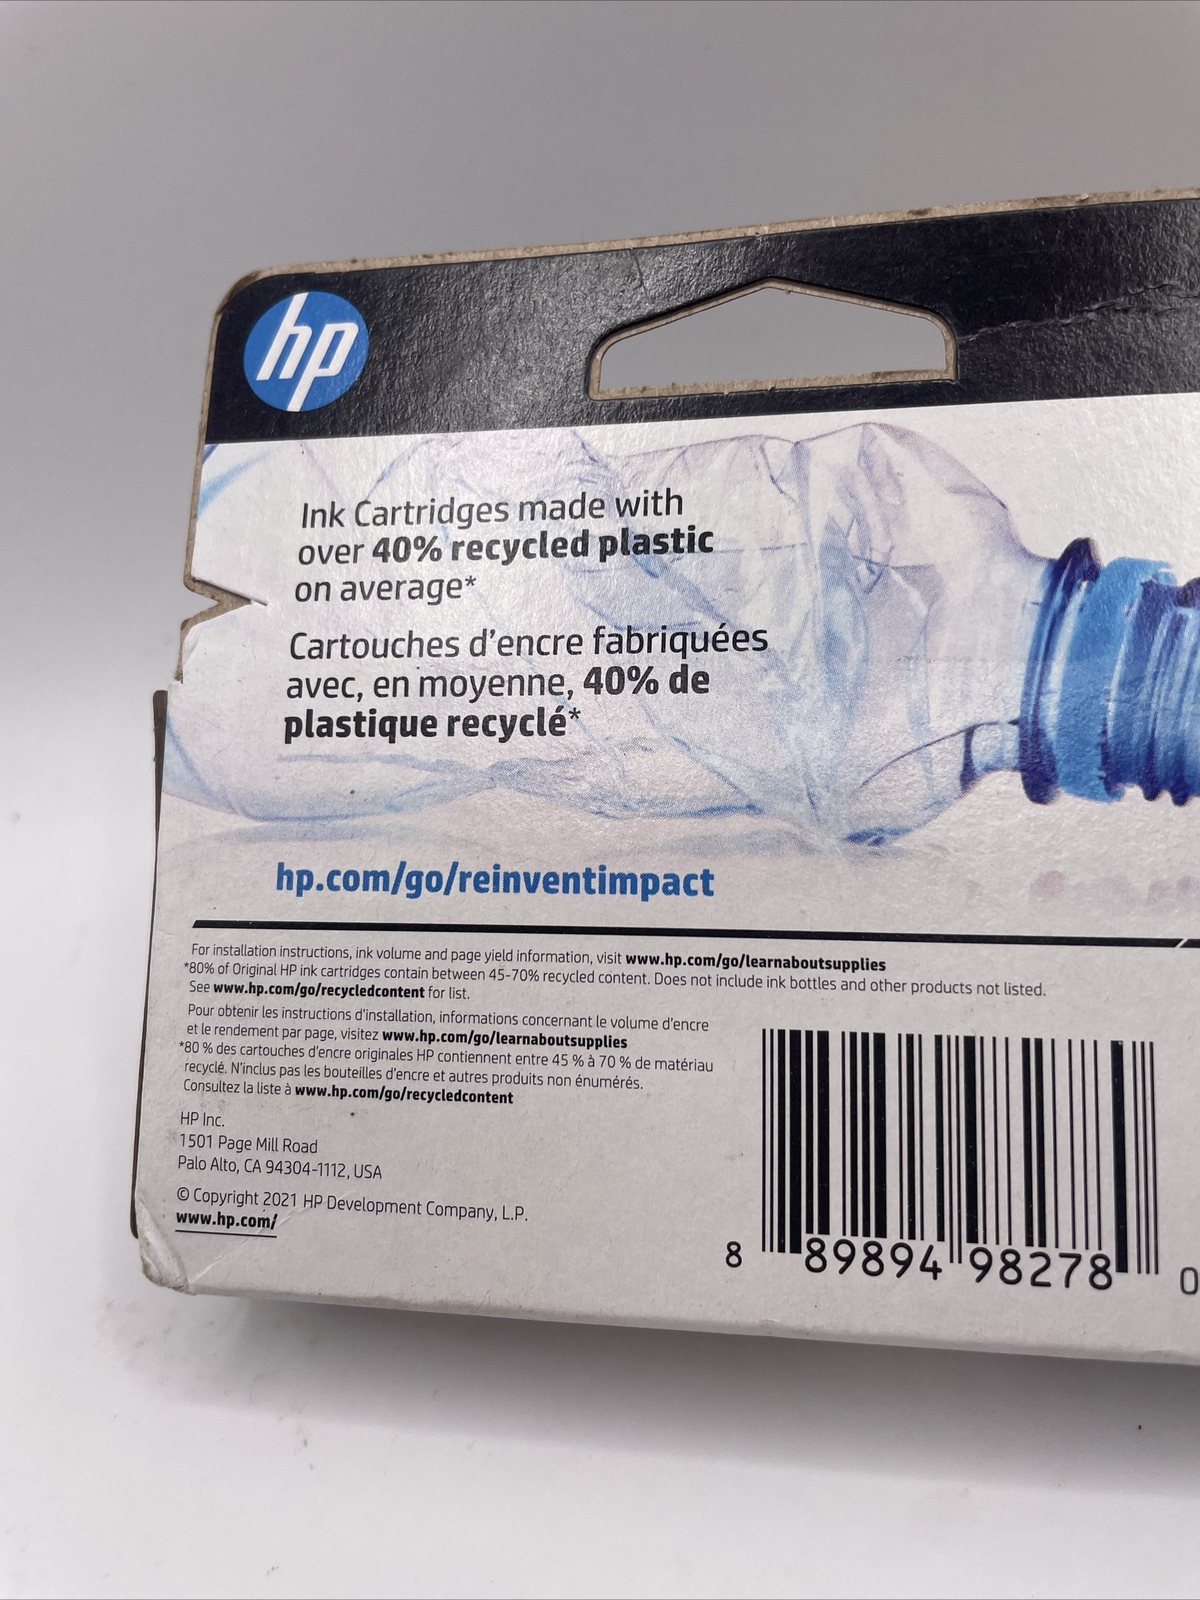 hp
Ink Cartridges made with
over 40% recycled plastic
on average*
Cartouches d'encre fabriquées
avec, en moyenne, 40% de
plastique recyclé*
hp.com/go/reinventimpact
For installation instructions, ink volume and page yield information, visit www.hp.com/go/learnaboutsupplies
*80% of Original HP ink cartridges contain between 45-70% recycled content. Does not include ink bottles and other products not listed.
See www.hp.com/go/recycledcontent for list.
Pour obtenir les instructions d'installation, informations concernant le volume d'encre
et le rendement par page, visitez www.hp.com/go/learnaboutsupplies
*80 % des cartouches d'encre originales HP contiennent entre 45 % à 70 % de matériau
recyclé. N'inclus pas les bouteilles d'encre et autres produits non énumérés.
Consultez la liste à www.hp.com/go/recycledcontent
HP Inc.
1501 Page Mill Road
Palo Alto, CA 94304-1112, USA
© Copyright 2021 HP Development Company, L.P.
www.hp.com/
8 89894 98278 0